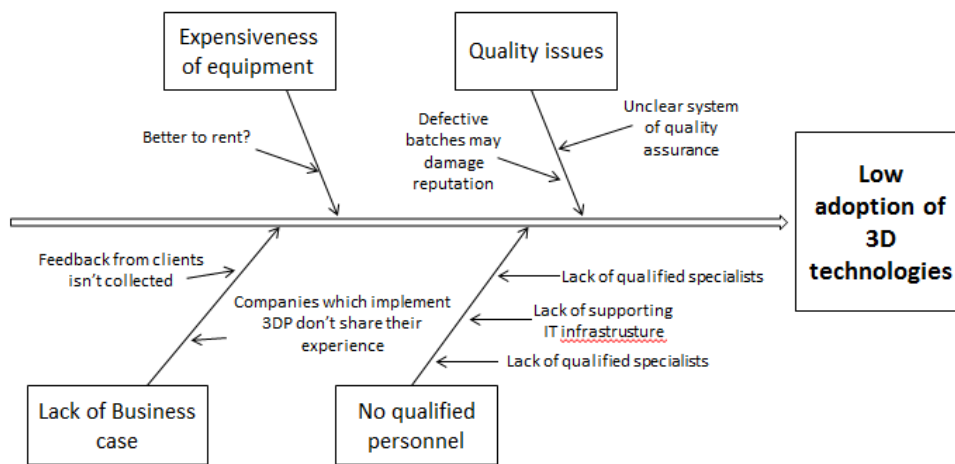 Expensiveness
of equipment
Quality issues
Better to rent?
Defective
batches may
damage
reputation
Unclear system
of quality
assurance
Low
adoption of
3D
technologies
Feedback from clients
isn’t collected
Companies which implement
3DP don’t share their
experience
Lack of qualified specialists
Lack of supporting
IT infrastrusture
Lack of qualified specialists
Lack of Business
case
No qualified
personnel